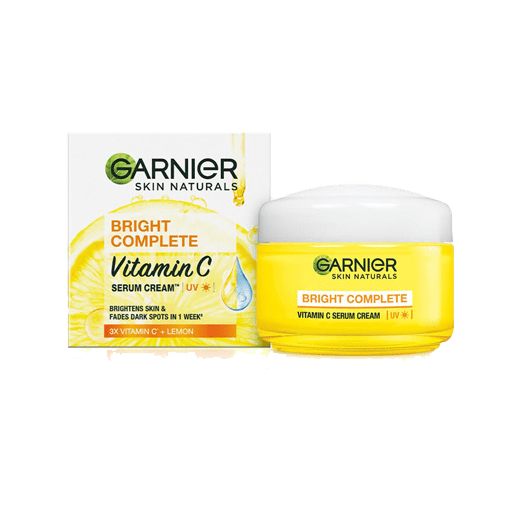 GARNIER
SKIN NATURALS
BRIGHT
COMPLETE
Vitamin C
SERUM CREAM™ | UV
BRIGHTENS SKIN &
FADES DARK SPOTS IN 1 WEEK*
3X VITAMIN C* + LEMON
GARNIER
SKIN NATURALS
BRIGHT COMPLETE
VITAMIN C SERUM CREAM | UV